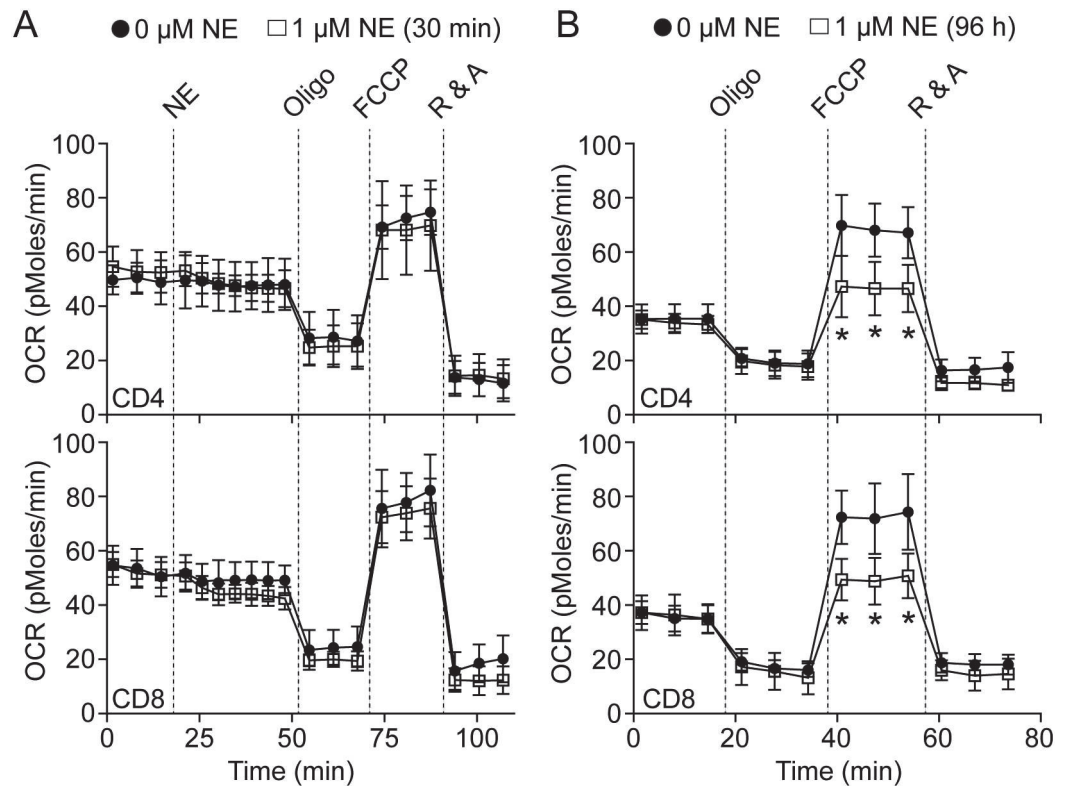 A
● 0 µM NE □ 1 µM NE (30 min)
NE
Oligo
FCCP
R & A
100
80
60
40
20
0
OCR (pMoles/min)
CD4
100
80
60
40
20
0
OCR (pMoles/min)
CD8
0 25 50 75 100
Time (min)
B
● 0 µM NE □ 1 µM NE (96 h)
Oligo
FCCP
R & A
100
80
60
40
20
0
OCR (pMoles/min)
* * *
CD4
100
80
60
40
20
0
OCR (pMoles/min)
* * *
CD8
0 20 40 60 80
Time (min)